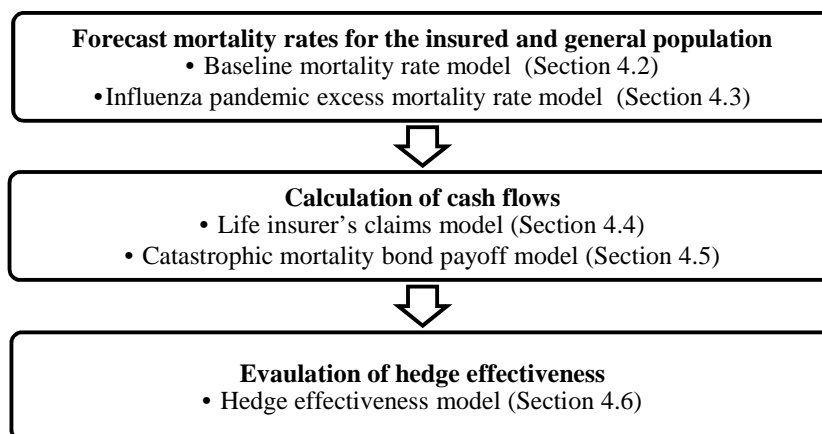 Forecast mortality rates for the insured and general population
• Baseline mortality rate model  (Section 4.2)
•Influenza pandemic excess mortality rate model  (Section 4.3)
Calculation of cash flows
• Life insurer's claims model (Section 4.4)
• Catastrophic mortality bond payoff model (Section 4.5)
Evaulation of hedge effectiveness
• Hedge effectiveness model (Section 4.6)